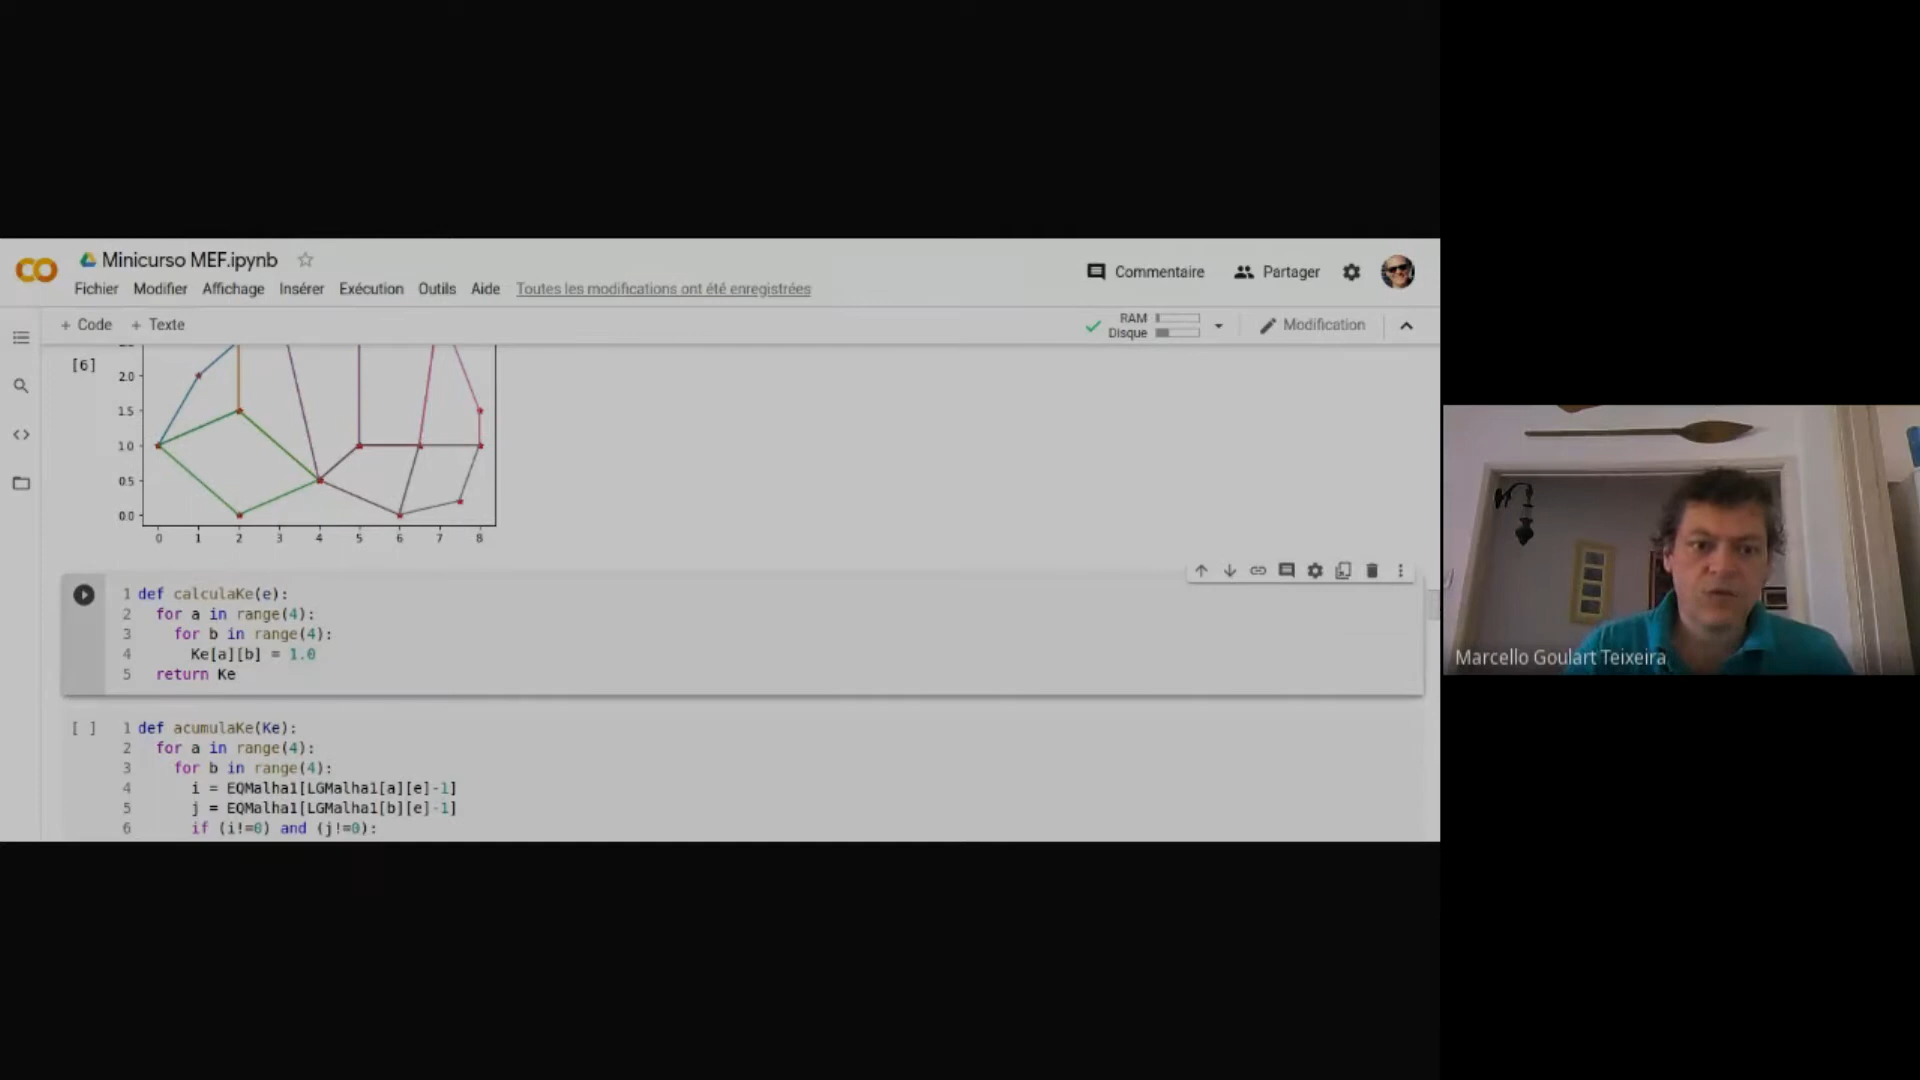 Minicurso MEF.ipynb
Fichier Modifier Affichage Insérer Exécution Outils Aide Toutes les modifications ont été enregistrées
Commentaire Partager
+ Code + Texte
RAM
Disque
Modification
[6]
2.0
1.5
1.0
0.5
0.0
0 1 2 3 4 5 6 7 8
1 def calculaKe(e):
2 for a in range(4):
3 for b in range(4):
4 Ke[a][b] = 1.0
5 return Ke
[ ] 1 def acumulaKe(Ke):
2 for a in range(4):
3 for b in range(4):
4 i = EQMalha1[LGMalha1[a][e]-1]
5 j = EQMalha1[LGMalha1[b][e]-1]
6 if (i!=0) and (j!=0):
Marcello Goulart Teixeira